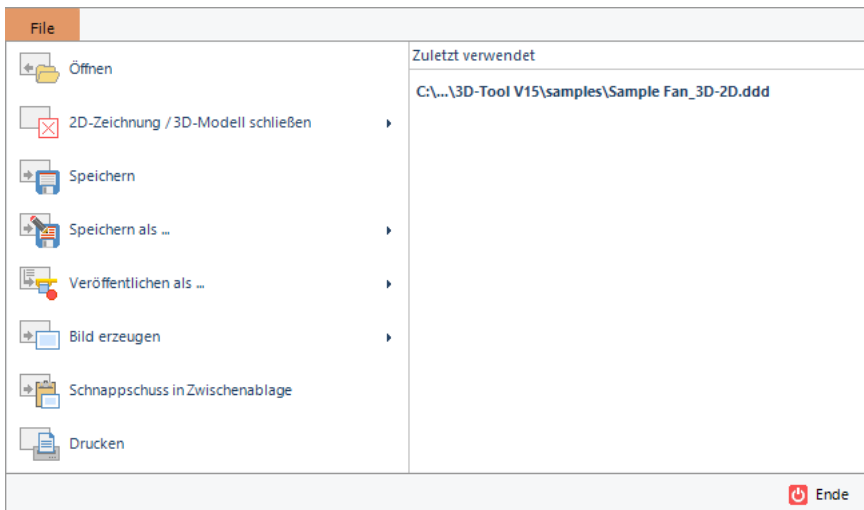 File
Öffnen
2D-Zeichnung / 3D-Modell schließen
Speichern
Speichern als ...
Veröffentlichen als ...
Bild erzeugen
Schnappschuss in Zwischenablage
Drucken
Zuletzt verwendet
C:\...\3D-Tool V15\samples\Sample Fan_3D-2D.ddd
Ende